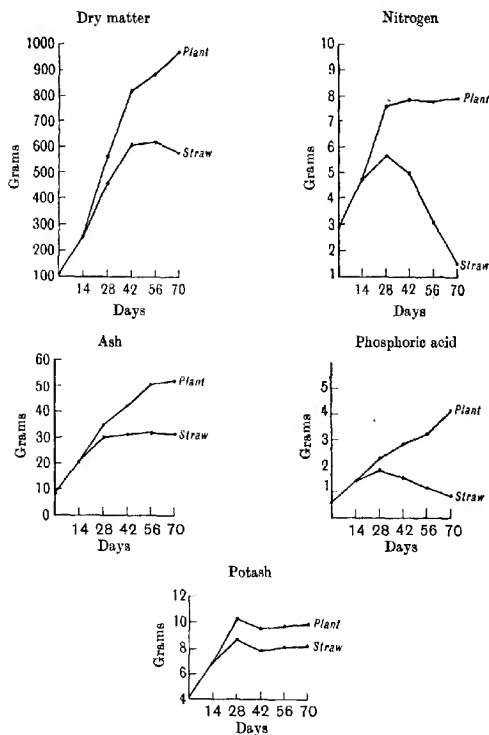 Dry matter
1000
900
800
700
600
500
400
300
200
100
Grams
Plant
Straw
14 28 42 56 70
Days
Nitrogen
10
9
8
7
6
5
4
3
2
1
Grams
Plant
Straw
14 28 42 56 70
Days
Ash
60
50
40
30
20
10
0
Grams
Plant
Straw
14 28 42 56 70
Days
Phosphoric acid
5
4
3
2
1
Grams
Plant
Straw
14 28 42 56 70
Days
Potash
12
10
8
6
4
Grams
Plant
Straw
14 28 42 56 70
Days